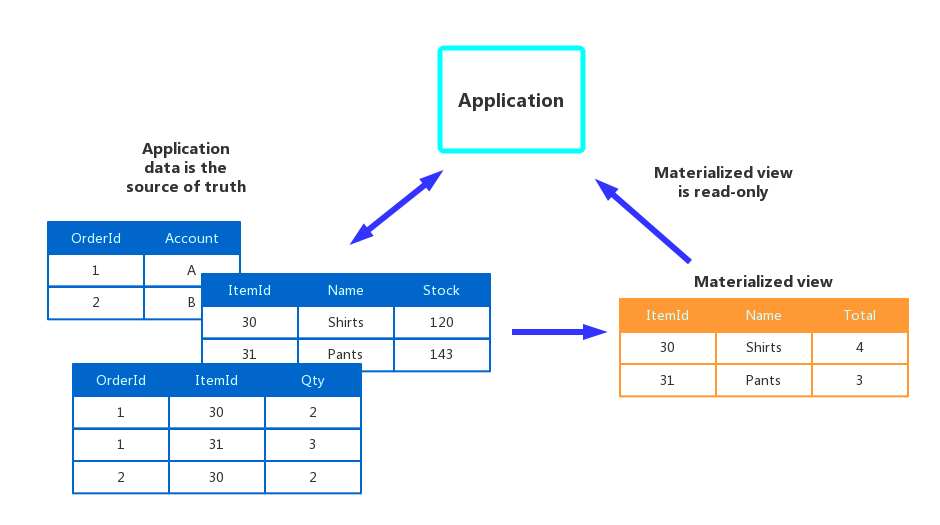 Application
Application
data is the
source of truth
Materialized view
is read-only
OrderId Account
1 A
2 B
ItemId Name Stock
30 Shirts 120
31 Pants 143
OrderId ItemId Qty
1 30 2
1 31 3
2 30 2
Materialized view
ItemId Name Total
30 Shirts 4
31 Pants 3